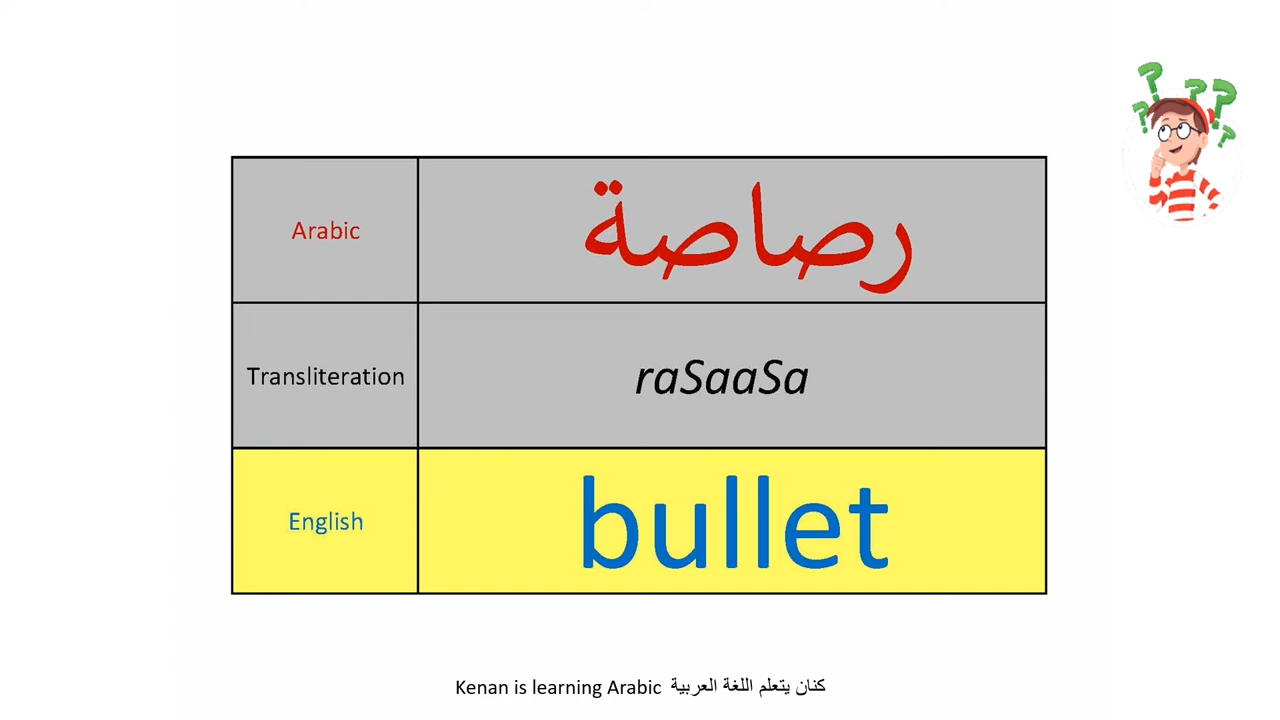 Arabic رصاصة
Transliteration raSaaSa
English bullet
Kenan is learning Arabic كنان يتعلم اللغة العربية